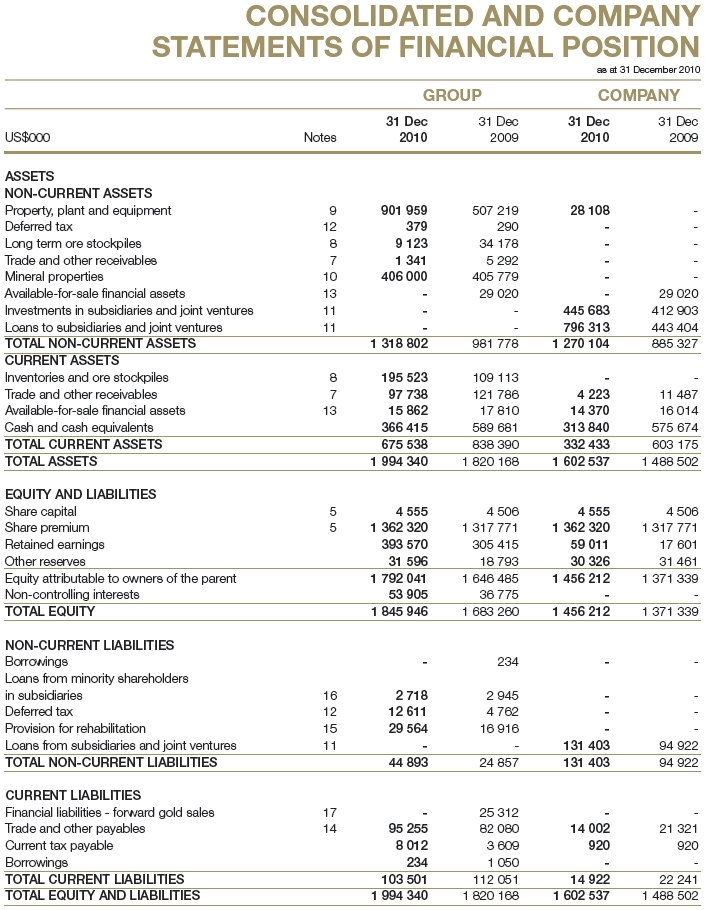 CONSOLIDATED AND COMPANY
STATEMENTS OF FINANCIAL POSITION
as at 31 December 2010
GROUP COMPANY
31 Dec 31 Dec 31 Dec 31 Dec
US$000 Notes 2010 2009 2010 2009
ASSETS
NON-CURRENT ASSETS
Property, plant and equipment 9 901 959 507 219 28 108 -
Deferred tax 12 379 290 - -
Long term ore stockpiles 8 9 123 34 178 - -
Trade and other receivables 7 1 341 5 292 - -
Mineral properties 10 406 000 405 779 - -
Available-for-sale financial assets 13 - 29 020 - 29 020
Investments in subsidiaries and joint ventures 11 - - 445 683 412 903
Loans to subsidiaries and joint ventures 11 - - 796 313 443 404
TOTAL NON-CURRENT ASSETS 1 318 802 981 778 1 270 104 885 327
CURRENT ASSETS
Inventories and ore stockpiles 8 195 523 109 113 - -
Trade and other receivables 7 97 738 121 786 4 223 11 487
Available-for-sale financial assets 13 15 862 17 810 14 370 16 014
Cash and cash equivalents 366 415 589 681 313 840 575 674
TOTAL CURRENT ASSETS 675 538 838 390 332 433 603 175
TOTAL ASSETS 1 994 340 1 820 168 1 602 537 1 488 502
EQUITY AND LIABILITIES
Share capital 5 4 555 4 506 4 555 4 506
Share premium 5 1 362 320 1 317 771 1 362 320 1 317 771
Retained earnings 393 570 305 415 59 011 17 601
Other reserves 31 596 18 793 30 326 31 461
Equity attributable to owners of the parent 1 792 041 1 646 485 1 456 212 1 371 339
Non-controlling interests 53 905 36 775 - -
TOTAL EQUITY 1 845 946 1 683 260 1 456 212 1 371 339
NON-CURRENT LIABILITIES
Borrowings - 234 - -
Loans from minority shareholders
in subsidiaries 16 2 718 2 945 - -
Deferred tax 12 12 611 4 762 - -
Provision for rehabilitation 15 29 564 16 916 - -
Loans from subsidiaries and joint ventures 11 - - 131 403 94 922
TOTAL NON-CURRENT LIABILITIES 44 893 24 857 131 403 94 922
CURRENT LIABILITIES
Financial liabilities - forward gold sales 17 - 25 312 - -
Trade and other payables 14 95 255 82 080 14 002 21 321
Current tax payable 8 012 3 609 920 920
Borrowings 234 1 050 - -
TOTAL CURRENT LIABILITIES 103 501 112 051 14 922 22 241
TOTAL EQUITY AND LIABILITIES 1 994 340 1 820 168 1 602 537 1 488 502